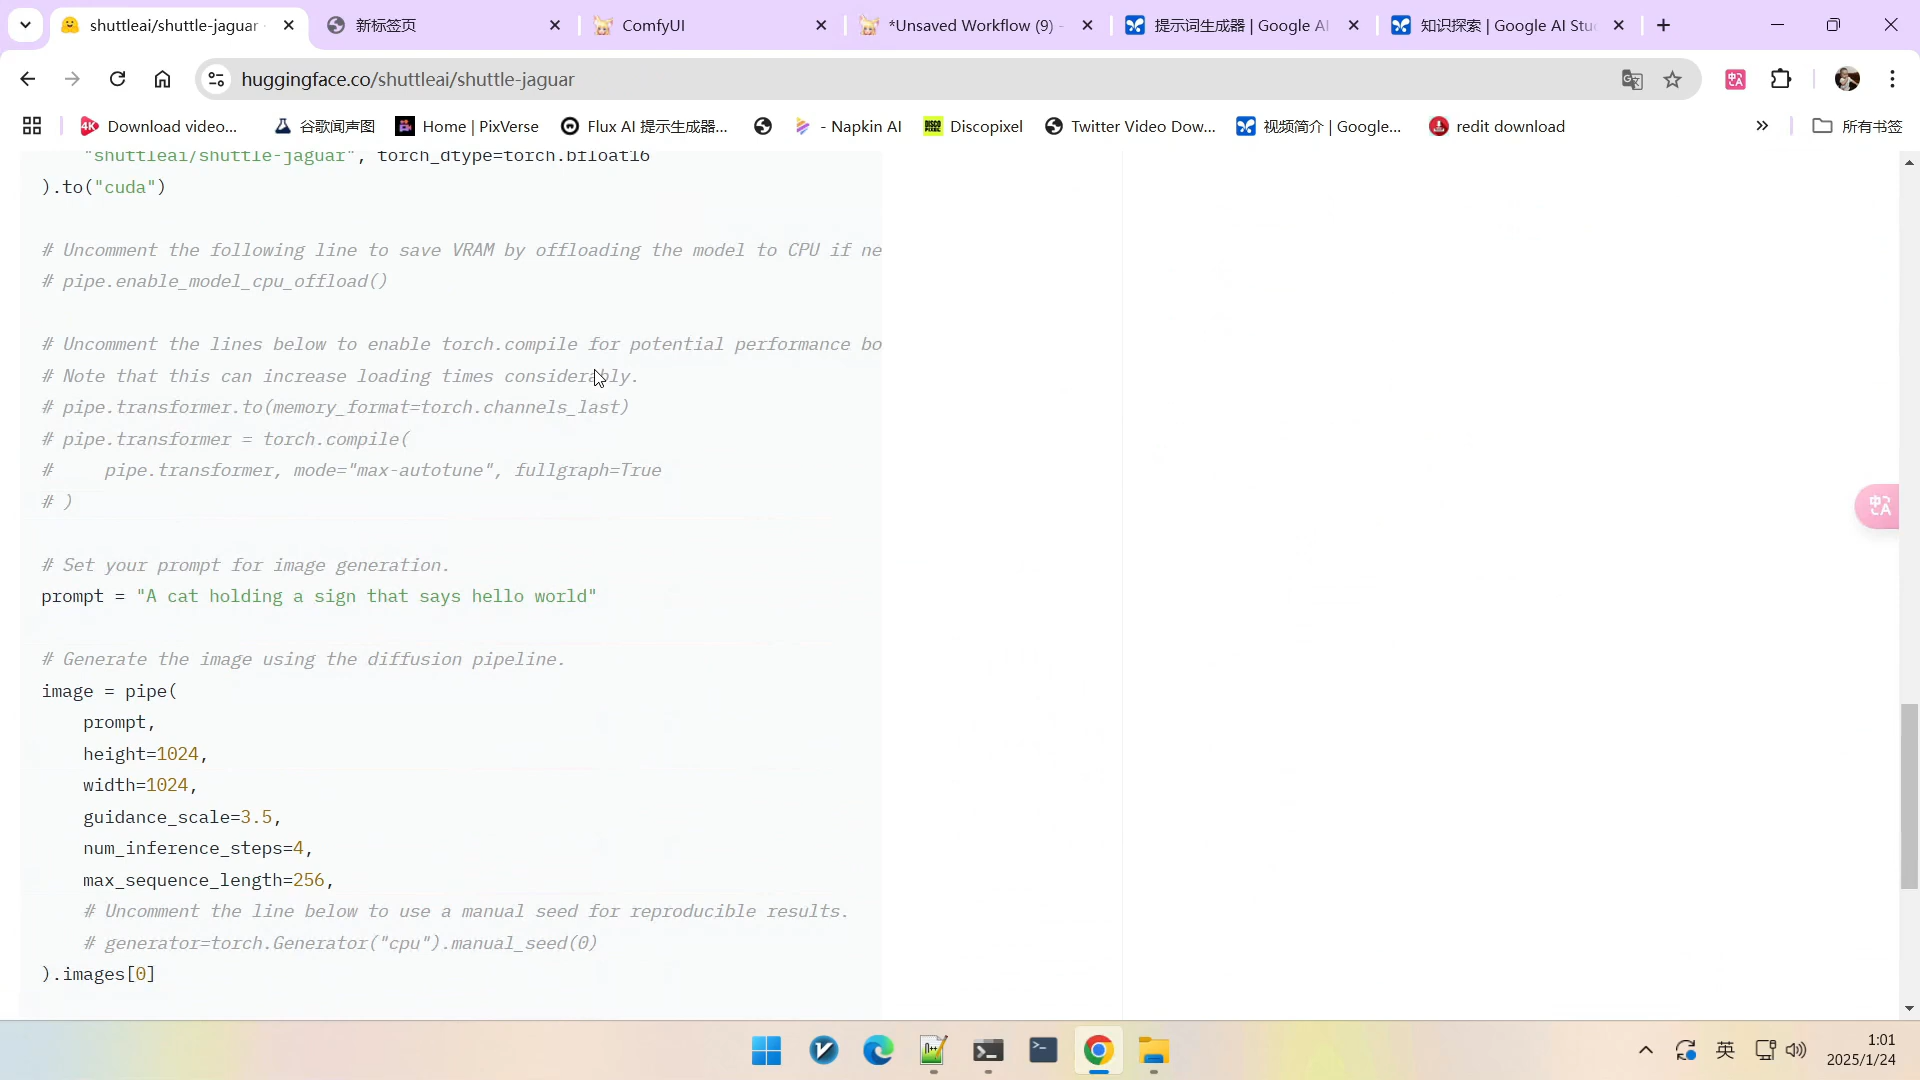 shuttleai/shuttle-jaguar
新标签页
ComfyUI
*Unsaved Workflow (9) -
提示词生成器 | Google AI
知识探索 | Google AI Stu
huggingface.co/shuttleai/shuttle-jaguar
Download video...
谷歌闻声图
Home | PixVerse
Flux AI 提示生成器...
- Napkin AI
Discopixel
Twitter Video Dow...
视频简介 | Google...
redit download
所有书签
"shuttleai/shuttle-jaguar", torch_dtype=torch.bfloat16
).to("cuda")
# Uncomment the following line to save VRAM by offloading the model to CPU if ne
# pipe.enable_model_cpu_offload()
# Uncomment the lines below to enable torch.compile for potential performance bo
# Note that this can increase loading times considerably.
# pipe.transformer.to(memory_format=torch.channels_last)
# pipe.transformer = torch.compile(
#     pipe.transformer, mode="max-autotune", fullgraph=True
# )
# Set your prompt for image generation.
prompt = "A cat holding a sign that says hello world"
# Generate the image using the diffusion pipeline.
image = pipe(
    prompt,
    height=1024,
    width=1024,
    guidance_scale=3.5,
    num_inference_steps=4,
    max_sequence_length=256,
    # Uncomment the line below to use a manual seed for reproducible results.
    # generator=torch.Generator("cpu").manual_seed(0)
).images[0]
英
1:01
2025/1/24